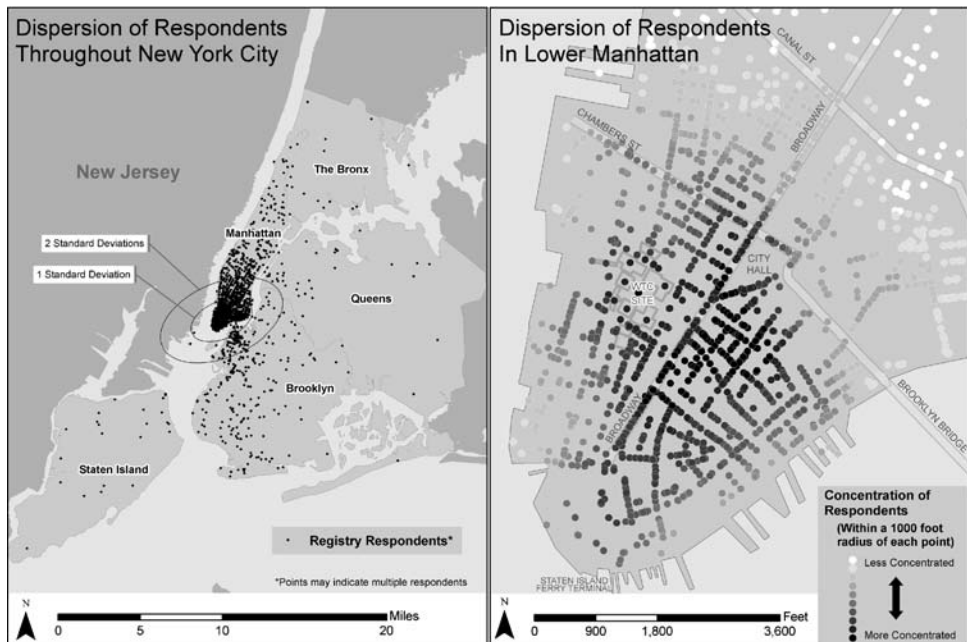 Dispersion of Respondents
Throughout New York City
New Jersey
The Bronx
Manhattan
2 Standard Deviations
1 Standard Deviation
Queens
Brooklyn
Staten Island
• Registry Respondents*
*Points may indicate multiple respondents
N
Miles
0 5 10 20
Dispersion of Respondents
In Lower Manhattan
CANAL ST
BROADWAY
CHAMBERS ST
CITY
HALL
WTC
SITE
BROADWAY
BROOKLYN BRIDGE
STATEN ISLAND
FERRY TERMINAL
Concentration of
Respondents
(Within a 1000 foot
radius of each point)
Less Concentrated
More Concentrated
N
Feet
0 900 1,800 3,600